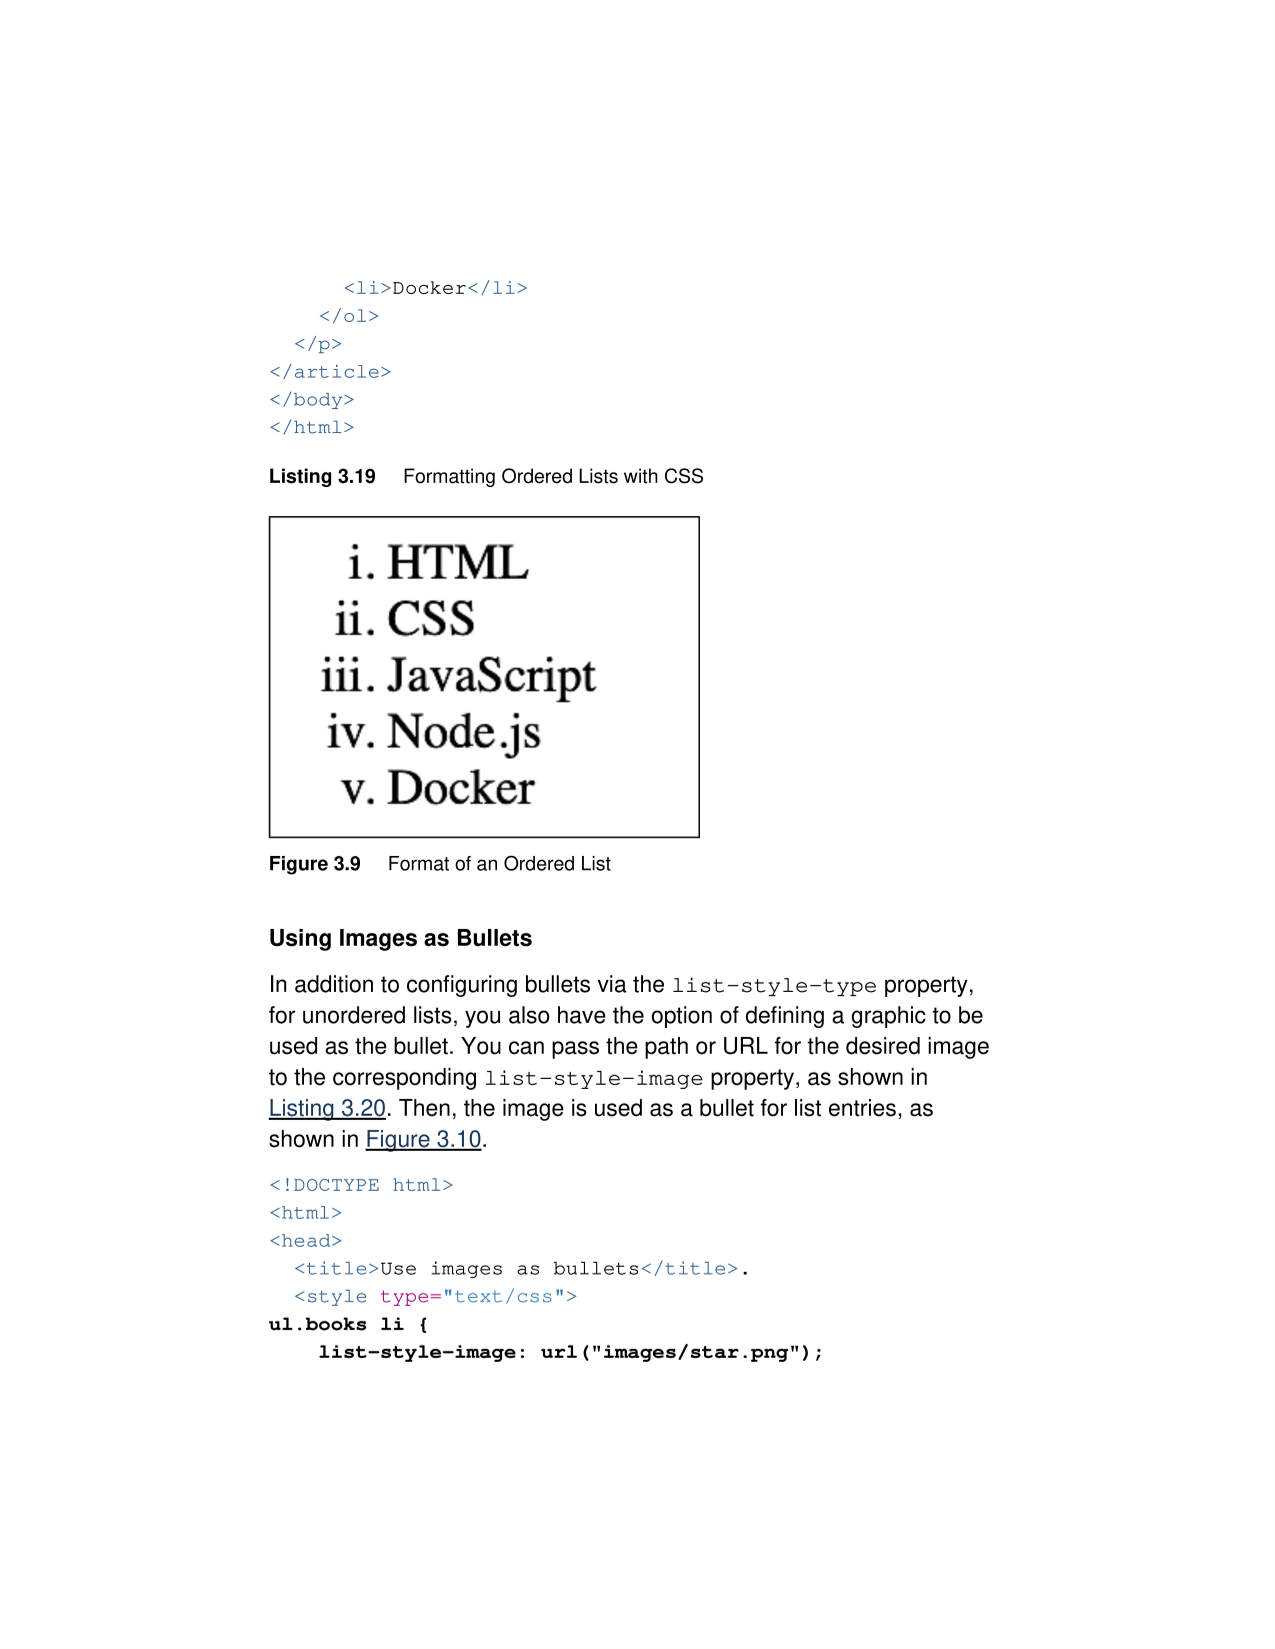 <li>Docker</li>
    </ol>
  </p>
</article>
</body>
</html>
Listing 3.19 Formatting Ordered Lists with CSS
i. HTML
ii. CSS
iii. JavaScript
iv. Node.js
v. Docker
Figure 3.9 Format of an Ordered List
Using Images as Bullets
In addition to configuring bullets via the list-style-type property,
for unordered lists, you also have the option of defining a graphic to be
used as the bullet. You can pass the path or URL for the desired image
to the corresponding list-style-image property, as shown in
Listing 3.20. Then, the image is used as a bullet for list entries, as
shown in Figure 3.10.
<!DOCTYPE html>
<html>
<head>
  <title>Use images as bullets</title>.
  <style type="text/css">
ul.books li {
    list-style-image: url("images/star.png");